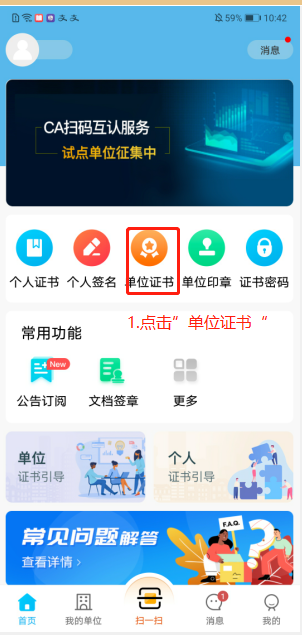 59% 10:42
消息
CA扫码互认服务
试点单位征集中
个人证书 个人签名 单位证书 单位印章 证书密码
1.点击”单位证书“
常用功能
New
公告订阅 文档签章 更多
单位 个人
证书引导 证书引导
常见问题解答
F.A.Q.
查看详情 >
1
首页 我的单位 扫一扫 消息 我的